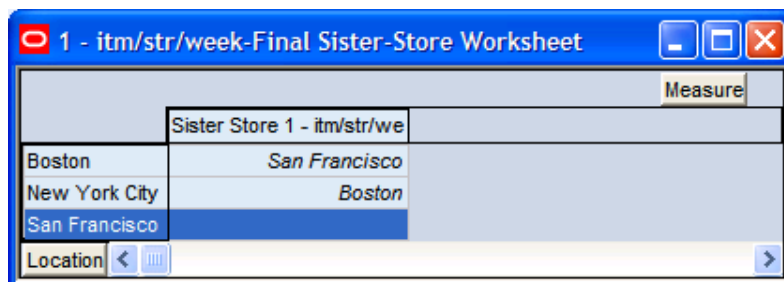 1 - itm/str/week-Final Sister-Store Worksheet
Measure
Sister Store 1 - itm/str/we
Boston San Francisco
New York City Boston
San Francisco
Location